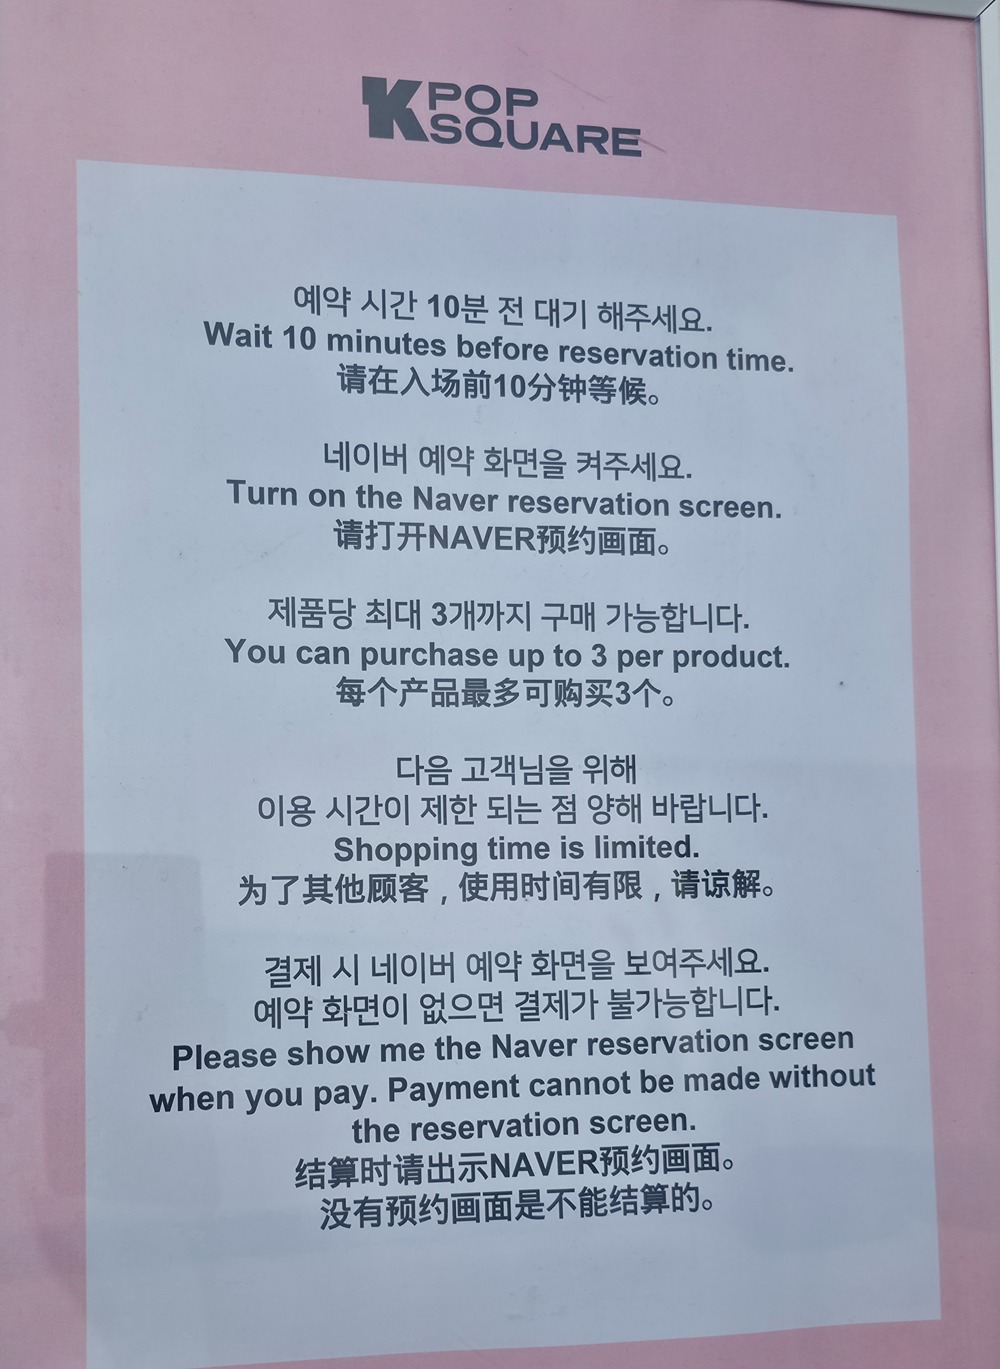 KPOP
SQUARE
예약 시간 10분 전 대기 해주세요.
Wait 10 minutes before reservation time.
请在入场前10分钟等候。
네이버 예약 화면을 켜주세요.
Turn on the Naver reservation screen.
请打开NAVER预约画面。
제품당 최대 3개까지 구매 가능합니다.
You can purchase up to 3 per product.
每个产品最多可购买3个。
다음 고객님을 위해
이용 시간이 제한 되는 점 양해 바랍니다.
Shopping time is limited.
为了其他顾客，使用时间有限，请谅解。
결제 시 네이버 예약 화면을 보여주세요.
예약 화면이 없으면 결제가 불가능합니다.
Please show me the Naver reservation screen
when you pay. Payment cannot be made without
the reservation screen.
结算时请出示NAVER预约画面。
没有预约画面是不能结算的。